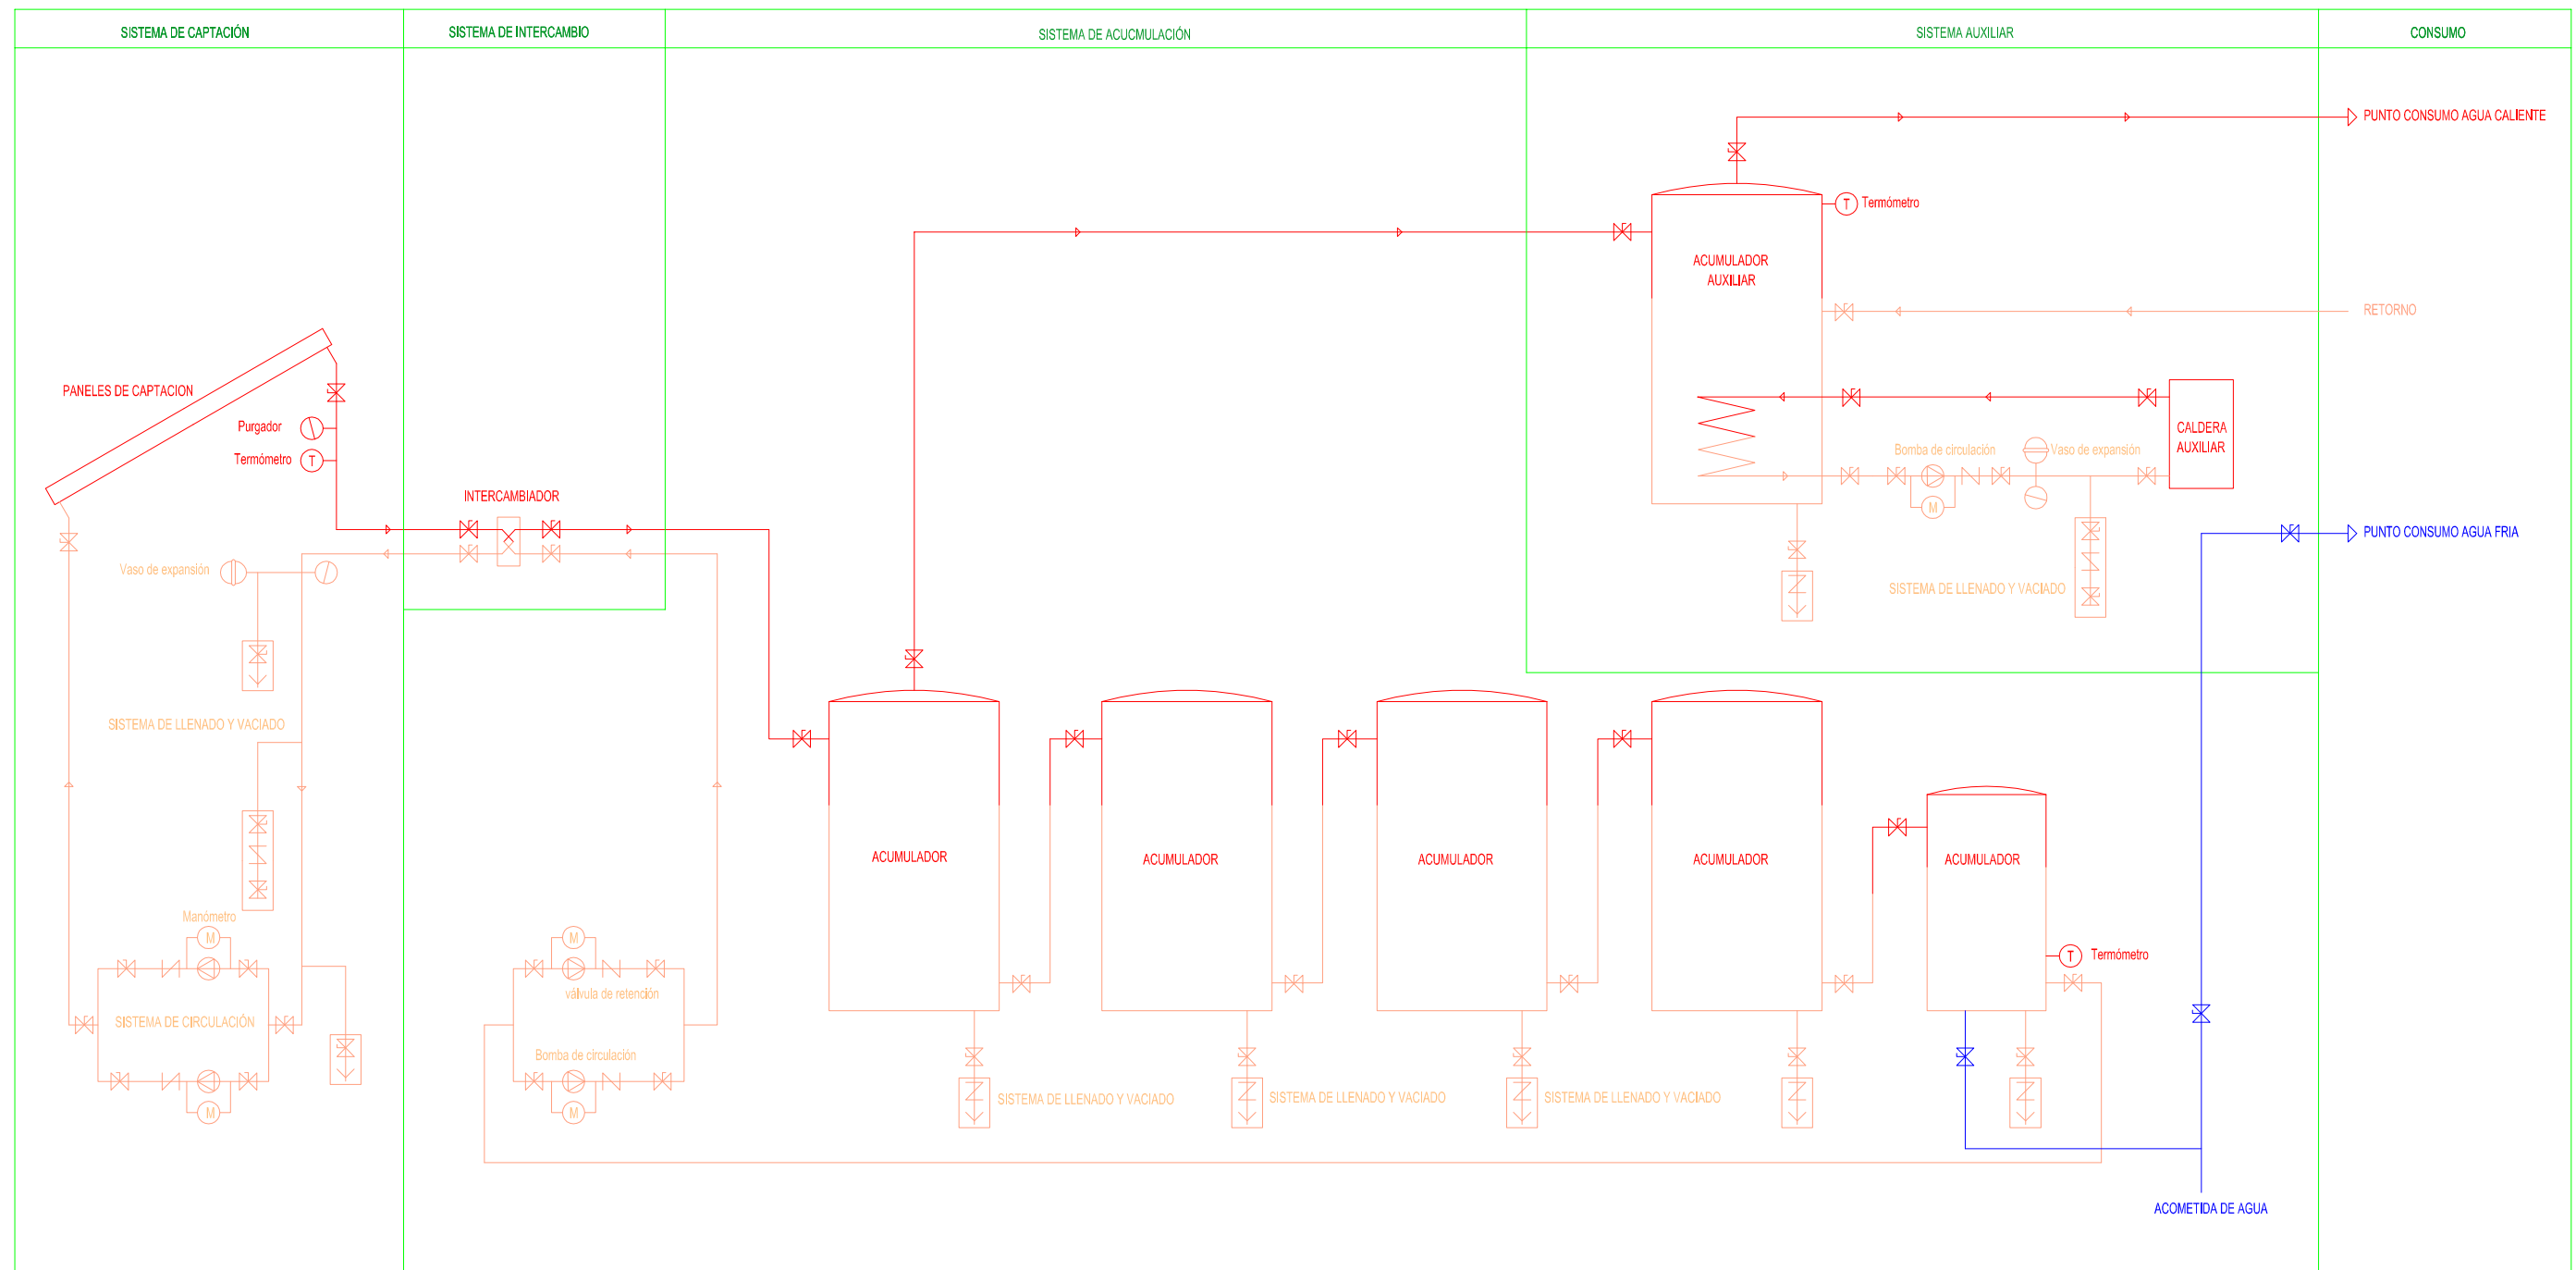 SISTEMA DE CAPTACIÓN
SISTEMA DE INTERCAMBIO
SISTEMA DE ACUCMULACIÓN
SISTEMA AUXILIAR
CONSUMO
PUNTO CONSUMO AGUA CALIENTE
T
Termómetro
ACUMULADOR
AUXILIAR
RETORNO
PANELES DE CAPTACION
Purgador
Termómetro
T
CALDERA
AUXILIAR
Bomba de circulación
Vaso de expansión
M
INTERCAMBIADOR
PUNTO CONSUMO AGUA FRIA
Vaso de expansión
SISTEMA DE LLENADO Y VACIADO
SISTEMA DE LLENADO Y VACIADO
ACUMULADOR
ACUMULADOR
ACUMULADOR
ACUMULADOR
ACUMULADOR
Manómetro
M
M
T
Termómetro
válvula de retención
SISTEMA DE CIRCULACIÓN
Bomba de circulación
M
M
SISTEMA DE LLENADO Y VACIADO
SISTEMA DE LLENADO Y VACIADO
SISTEMA DE LLENADO Y VACIADO
ACOMETIDA DE AGUA